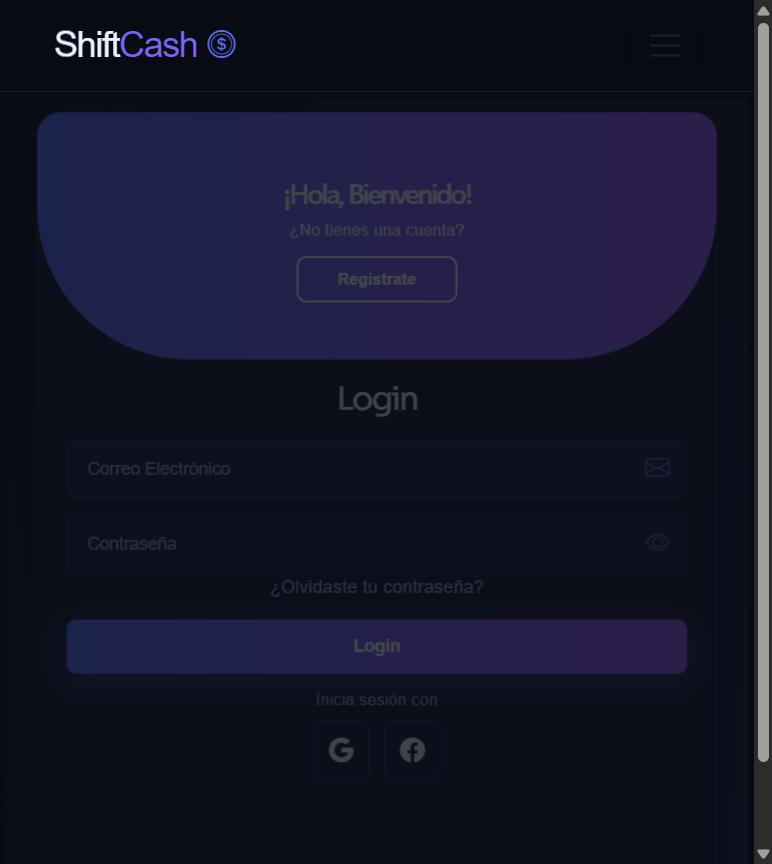 ShiftCash $
¡Hola, Bienvenido!
¿No tienes una cuenta?
Registrate
Login
Correo Electrónico
Contraseña
¿Olvidaste tu contraseña?
Login
Inicia sesión con